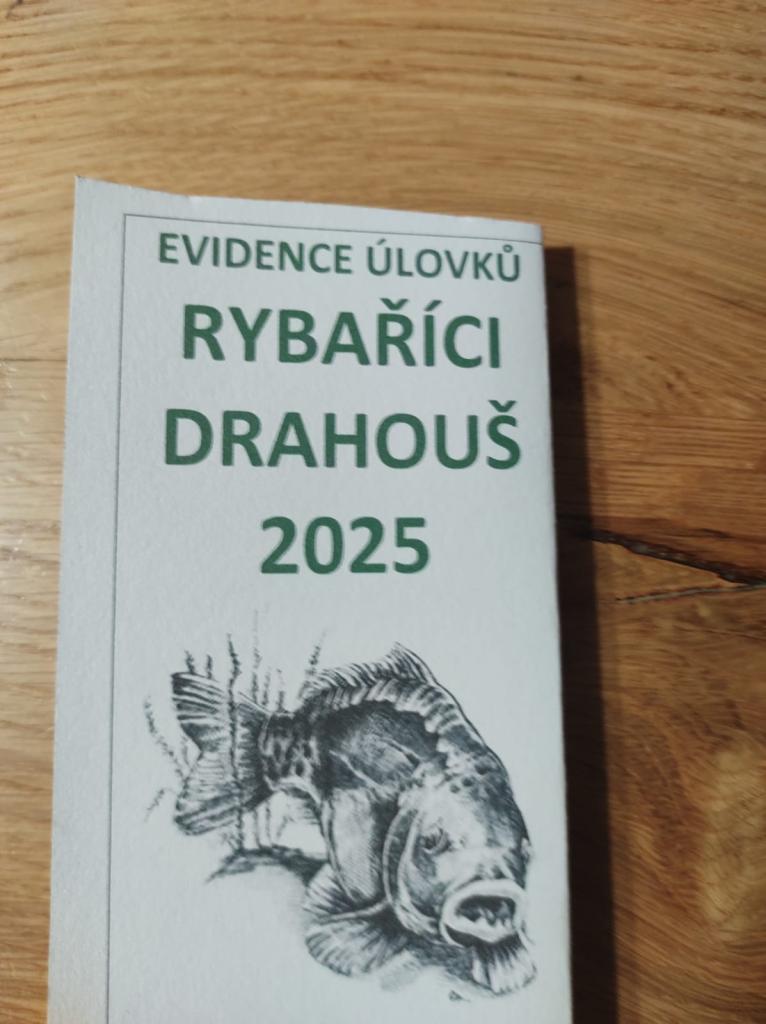 EVIDENCE ÚLOVKŮ
RYBAŘÍCI
DRAHOUŠ
2025